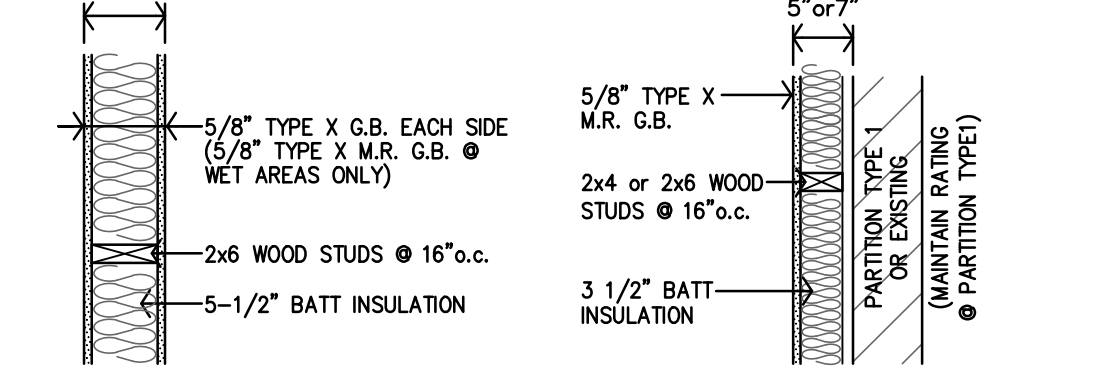 5/8" TYPE X G.B. EACH SIDE
(5/8" TYPE X M.R. G.B. @
WET AREAS ONLY)
2x6 WOOD STUDS @ 16"o.c.
5-1/2" BATT INSULATION
5"or7"
5/8" TYPE X
M.R. G.B.
2x4 or 2x6 WOOD
STUDS @ 16"o.c.
3 1/2" BATT
INSULATION
PARTITION TYPE 1
OR EXISTING
(MAINTAIN RATING
@ PARTITION TYPE1)